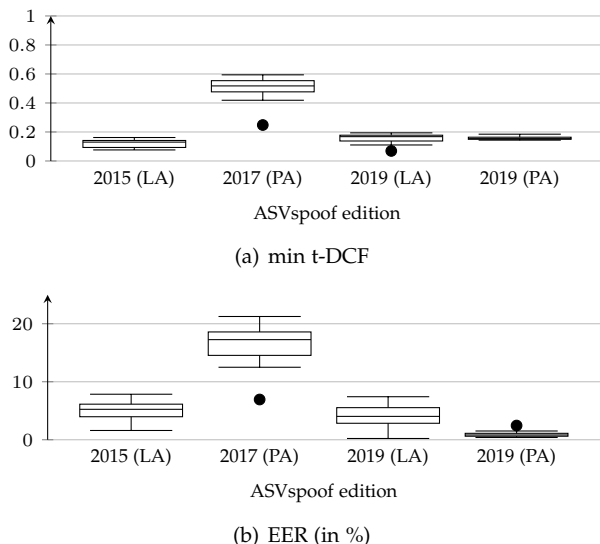 1
0.8
0.6
0.4
0.2
0
2015 (LA) 2017 (PA) 2019 (LA) 2019 (PA)
ASVspoof edition
(a) min t-DCF
20
10
0
2015 (LA) 2017 (PA) 2019 (LA) 2019 (PA)
ASVspoof edition
(b) EER (in %)